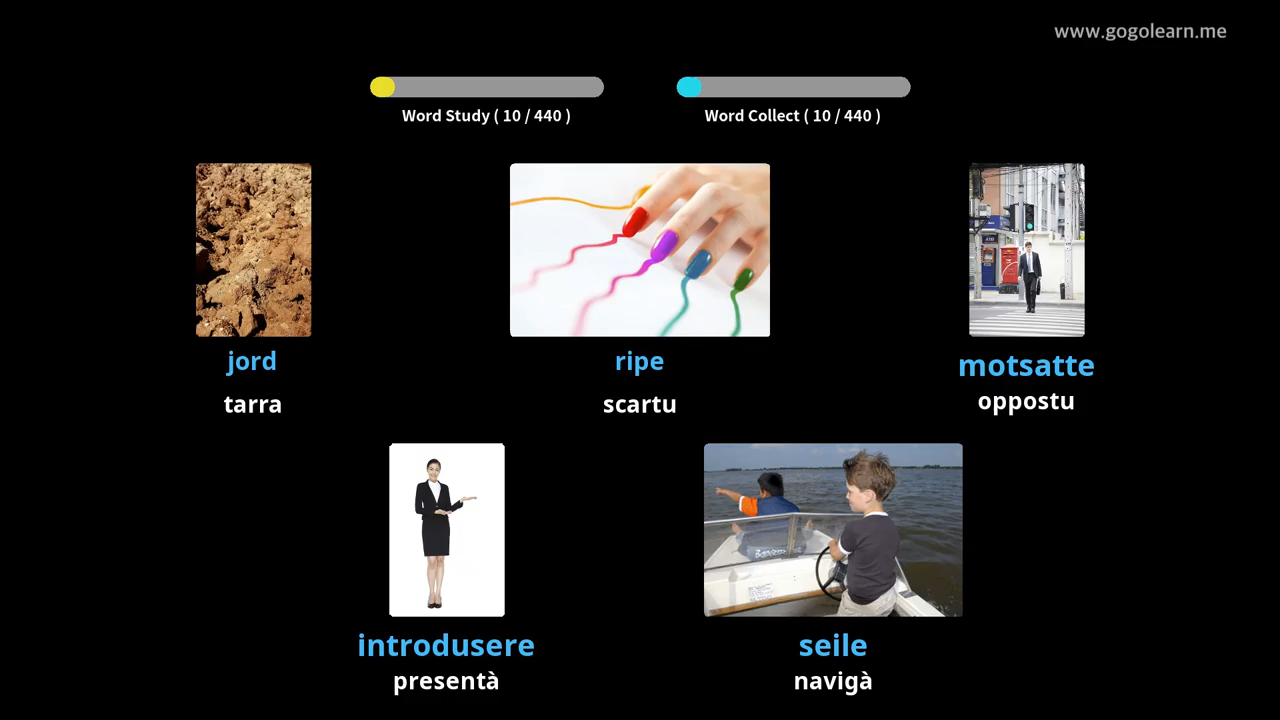 www.gogolearn.me
Word Study ( 10 / 440 )
Word Collect ( 10 / 440 )
jord
ripe
motsatte
tarra
scartu
oppostu
introdusere
seile
presentà
navigà